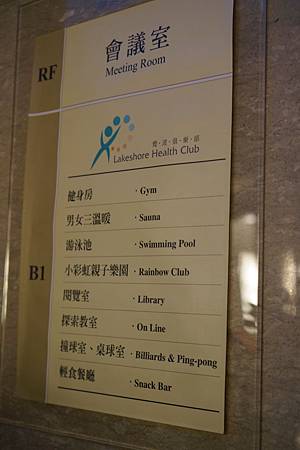 RF
會議室
Meeting Room
Lakeshore Health Club
B1
健身房 ·Gym
男女三溫暖 ·Sauna
游泳池 ·Swimming Pool
小彩虹親子樂園 ·Rainbow Club
閱覽室 ·Library
探索教室 ·On Line
撞球室、桌球室 ·Billiards & Ping-pong
輕食餐廳 ·Snack Bar